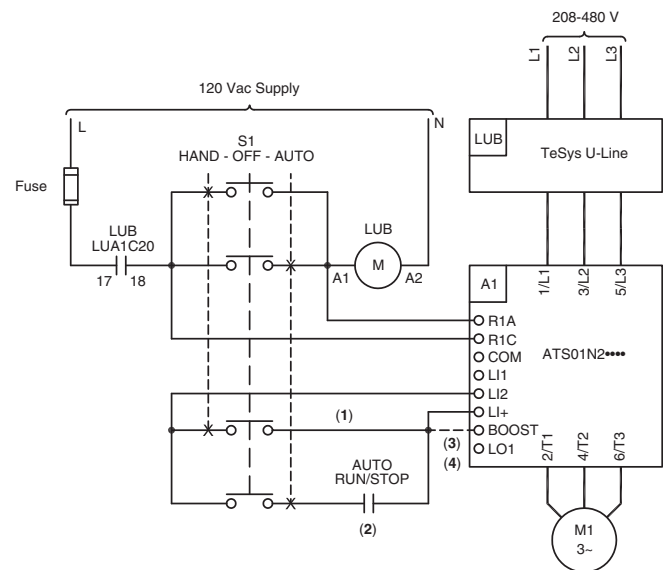 208-480 V
L1 L2 L3
120 Vac Supply
L
N
S1
HAND - OFF - AUTO
LUB
TeSys U-Line
Fuse
LUB
LUA1C20
17 18
LUB
A1 M A2
A1
1/L1 3/L2 5/L3
R1A
R1C
COM
ATS01N2••••
LI1
LI2
LI+
BOOST
LO1
(1)
(3)
(4)
2/T1 4/T2 6/T3
AUTO
RUN/STOP
(2)
M1
3~